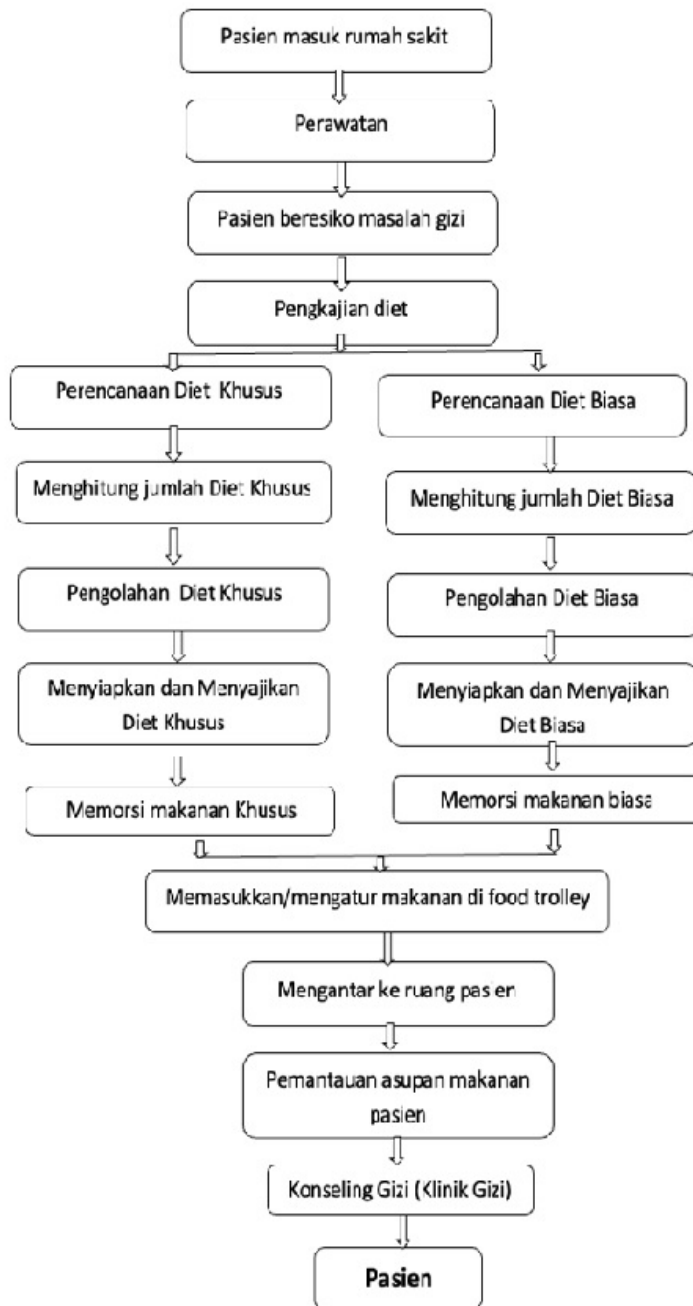 Pasien masuk rumah sakit
Perawatan
Pasien beresiko masalah gizi
Pengkajian diet
Perencanaan Diet Khusus
Perencanaan Diet Biasa
Menghitung jumlah Diet Khusus
Menghitung jumlah Diet Biasa
Pengolahan Diet Khusus
Pengolahan Diet Biasa
Menyiapkan dan Menyajikan
Diet Khusus
Menyiapkan dan Menyajikan
Diet Biasa
Memorsi makanan Khusus
Memorsi makanan biasa
Memasukkan/mengatur makanan di food trolley
Mengantar ke ruang pasien
Pemantauan asupan makanan
pasien
Konseling Gizi (Klinik Gizi)
Pasien